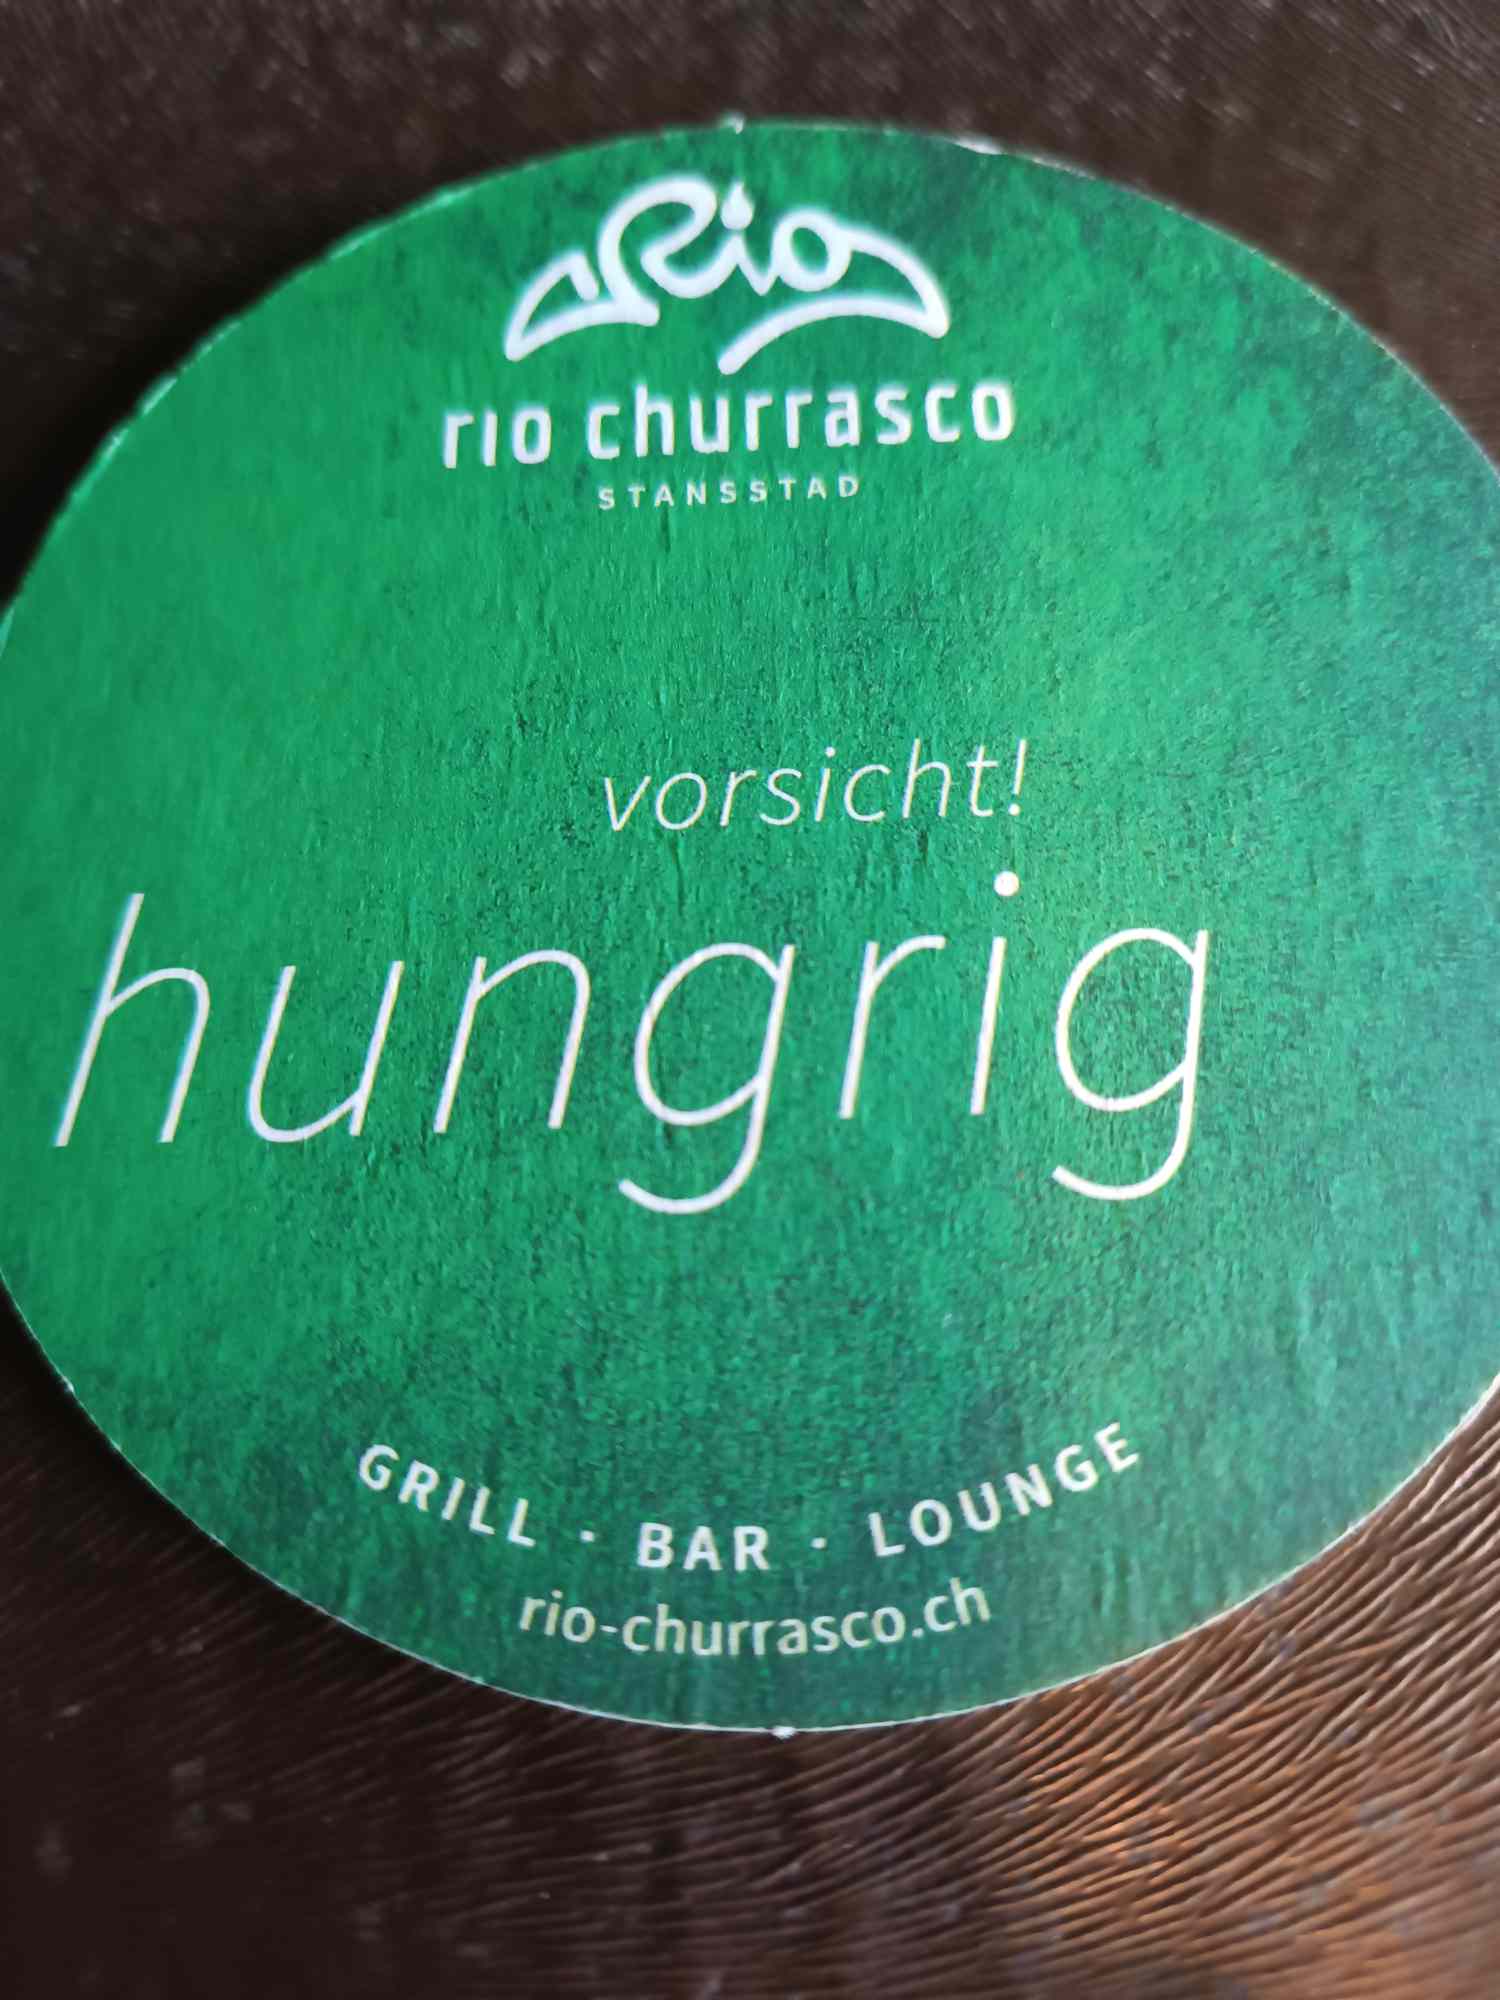 Rio
rio churrasco
STANSSTAD
vorsicht!
hungrig
GRILL · BAR · LOUNGE
rio-churrasco.ch